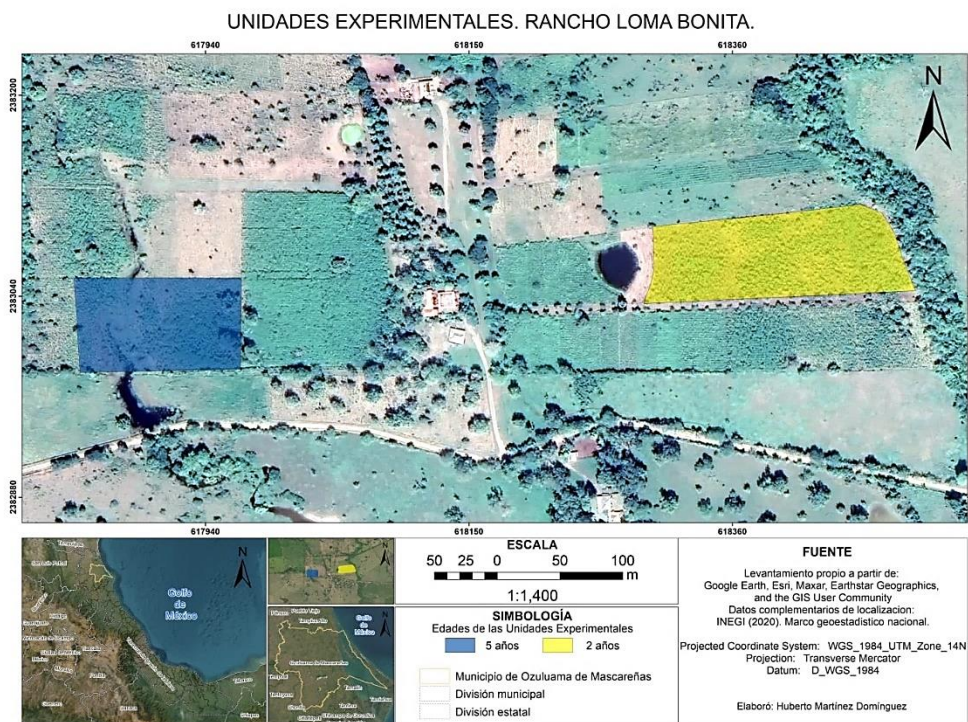 UNIDADES EXPERIMENTALES. RANCHO LOMA BONITA.
617940 618150 618360
2383200
2383040
2382880
N
617940 618150 618360
N
Golfo
de
México
N
Ozuluama de Mascareñas
ESCALA
50 25 0 50 100
m
1:1,400
SIMBOLOGÍA
Edades de las Unidades Experimentales
5 años 2 años
Municipio de Ozuluama de Mascareñas
División municipal
División estatal
FUENTE
Levantamiento propio a partir de:
Google Earth, Esri, Maxar, Earthstar Geographics,
and the GIS User Community
Datos complementarios de localizacion:
INEGI (2020). Marco geoestadistico nacional.
Projected Coordinate System: WGS_1984_UTM_Zone_14N
Projection: Transverse Mercator
Datum: D_WGS_1984
Elaboró: Huberto Martínez Domínguez